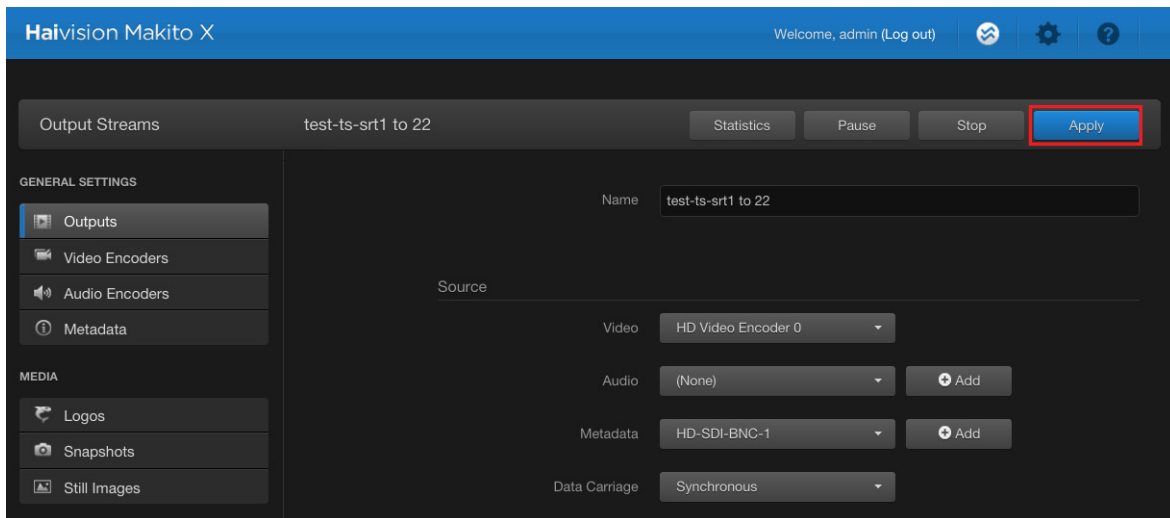 Haivision Makito X
Welcome, admin (Log out)
Output Streams
test-ts-srt1 to 22
Statistics
Pause
Stop
Apply
GENERAL SETTINGS
Outputs
Video Encoders
Audio Encoders
Metadata
MEDIA
Logos
Snapshots
Still Images
Name
test-ts-srt1 to 22
Source
Video
HD Video Encoder 0
Audio
(None)
Add
Metadata
HD-SDI-BNC-1
Add
Data Carriage
Synchronous